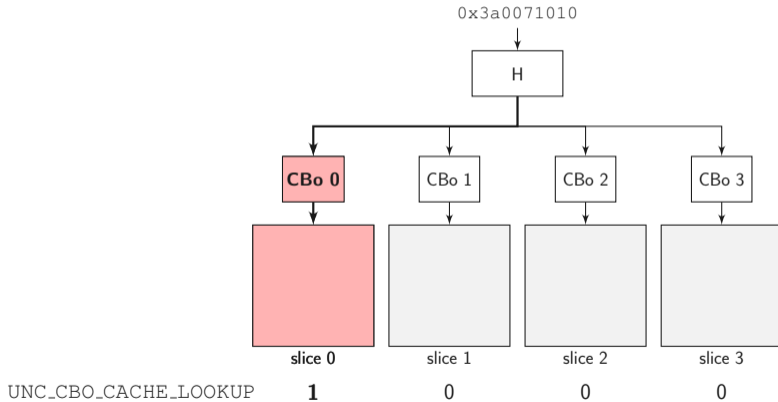 0x3a0071010
H
CBo 0 CBo 1 CBo 2 CBo 3
slice 0 slice 1 slice 2 slice 3
UNC_CBO_CACHE_LOOKUP 1 0 0 0